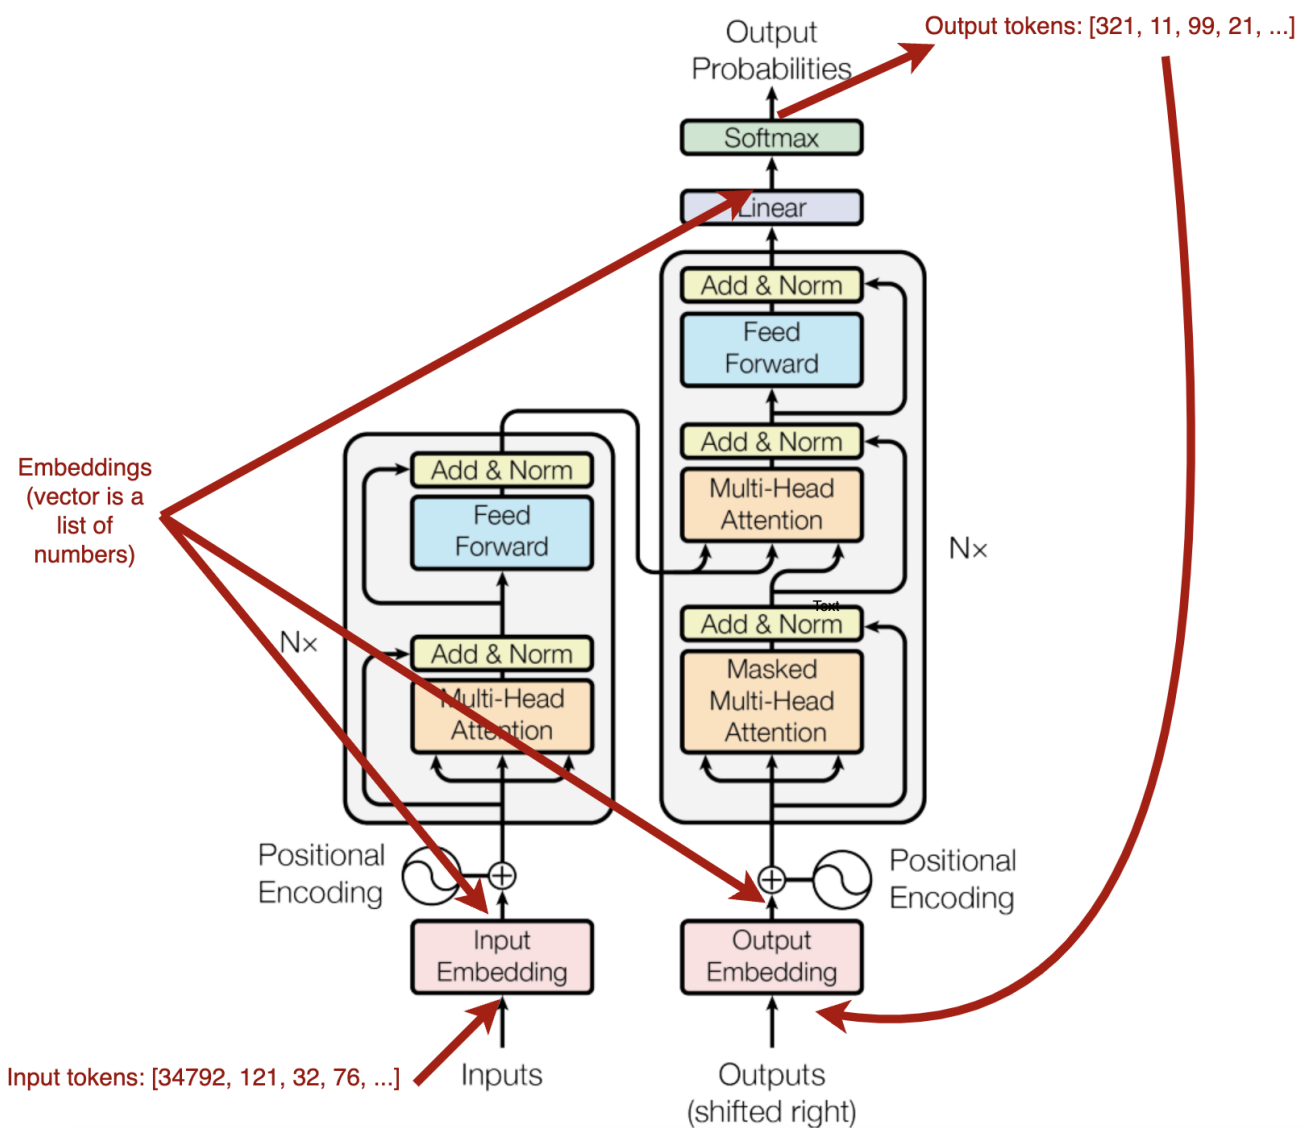 Output tokens: [321, 11, 99, 21, ...]
Output
Probabilities
Softmax
Linear
Add & Norm
Feed
Forward
Add & Norm
Multi-Head
Attention
Nx
Text
Add & Norm
Masked
Multi-Head
Attention
Embeddings
(vector is a
list of
numbers)
Add & Norm
Feed
Forward
Nx
Add & Norm
Multi-Head
Attention
Positional
Encoding
Positional
Encoding
Input
Embedding
Output
Embedding
Input tokens: [34792, 121, 32, 76, ...]
Inputs
Outputs
(shifted right)